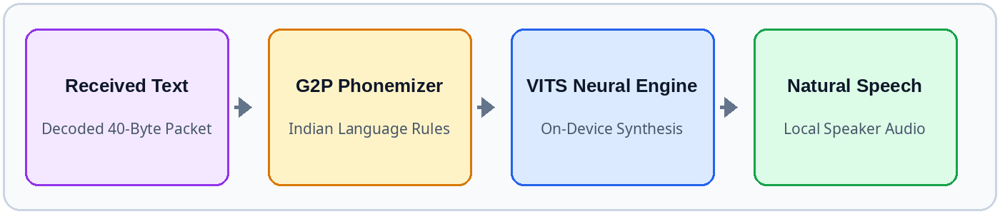 Received Text
Decoded 40-Byte Packet
G2P Phonemizer
Indian Language Rules
VITS Neural Engine
On-Device Synthesis
Natural Speech
Local Speaker Audio